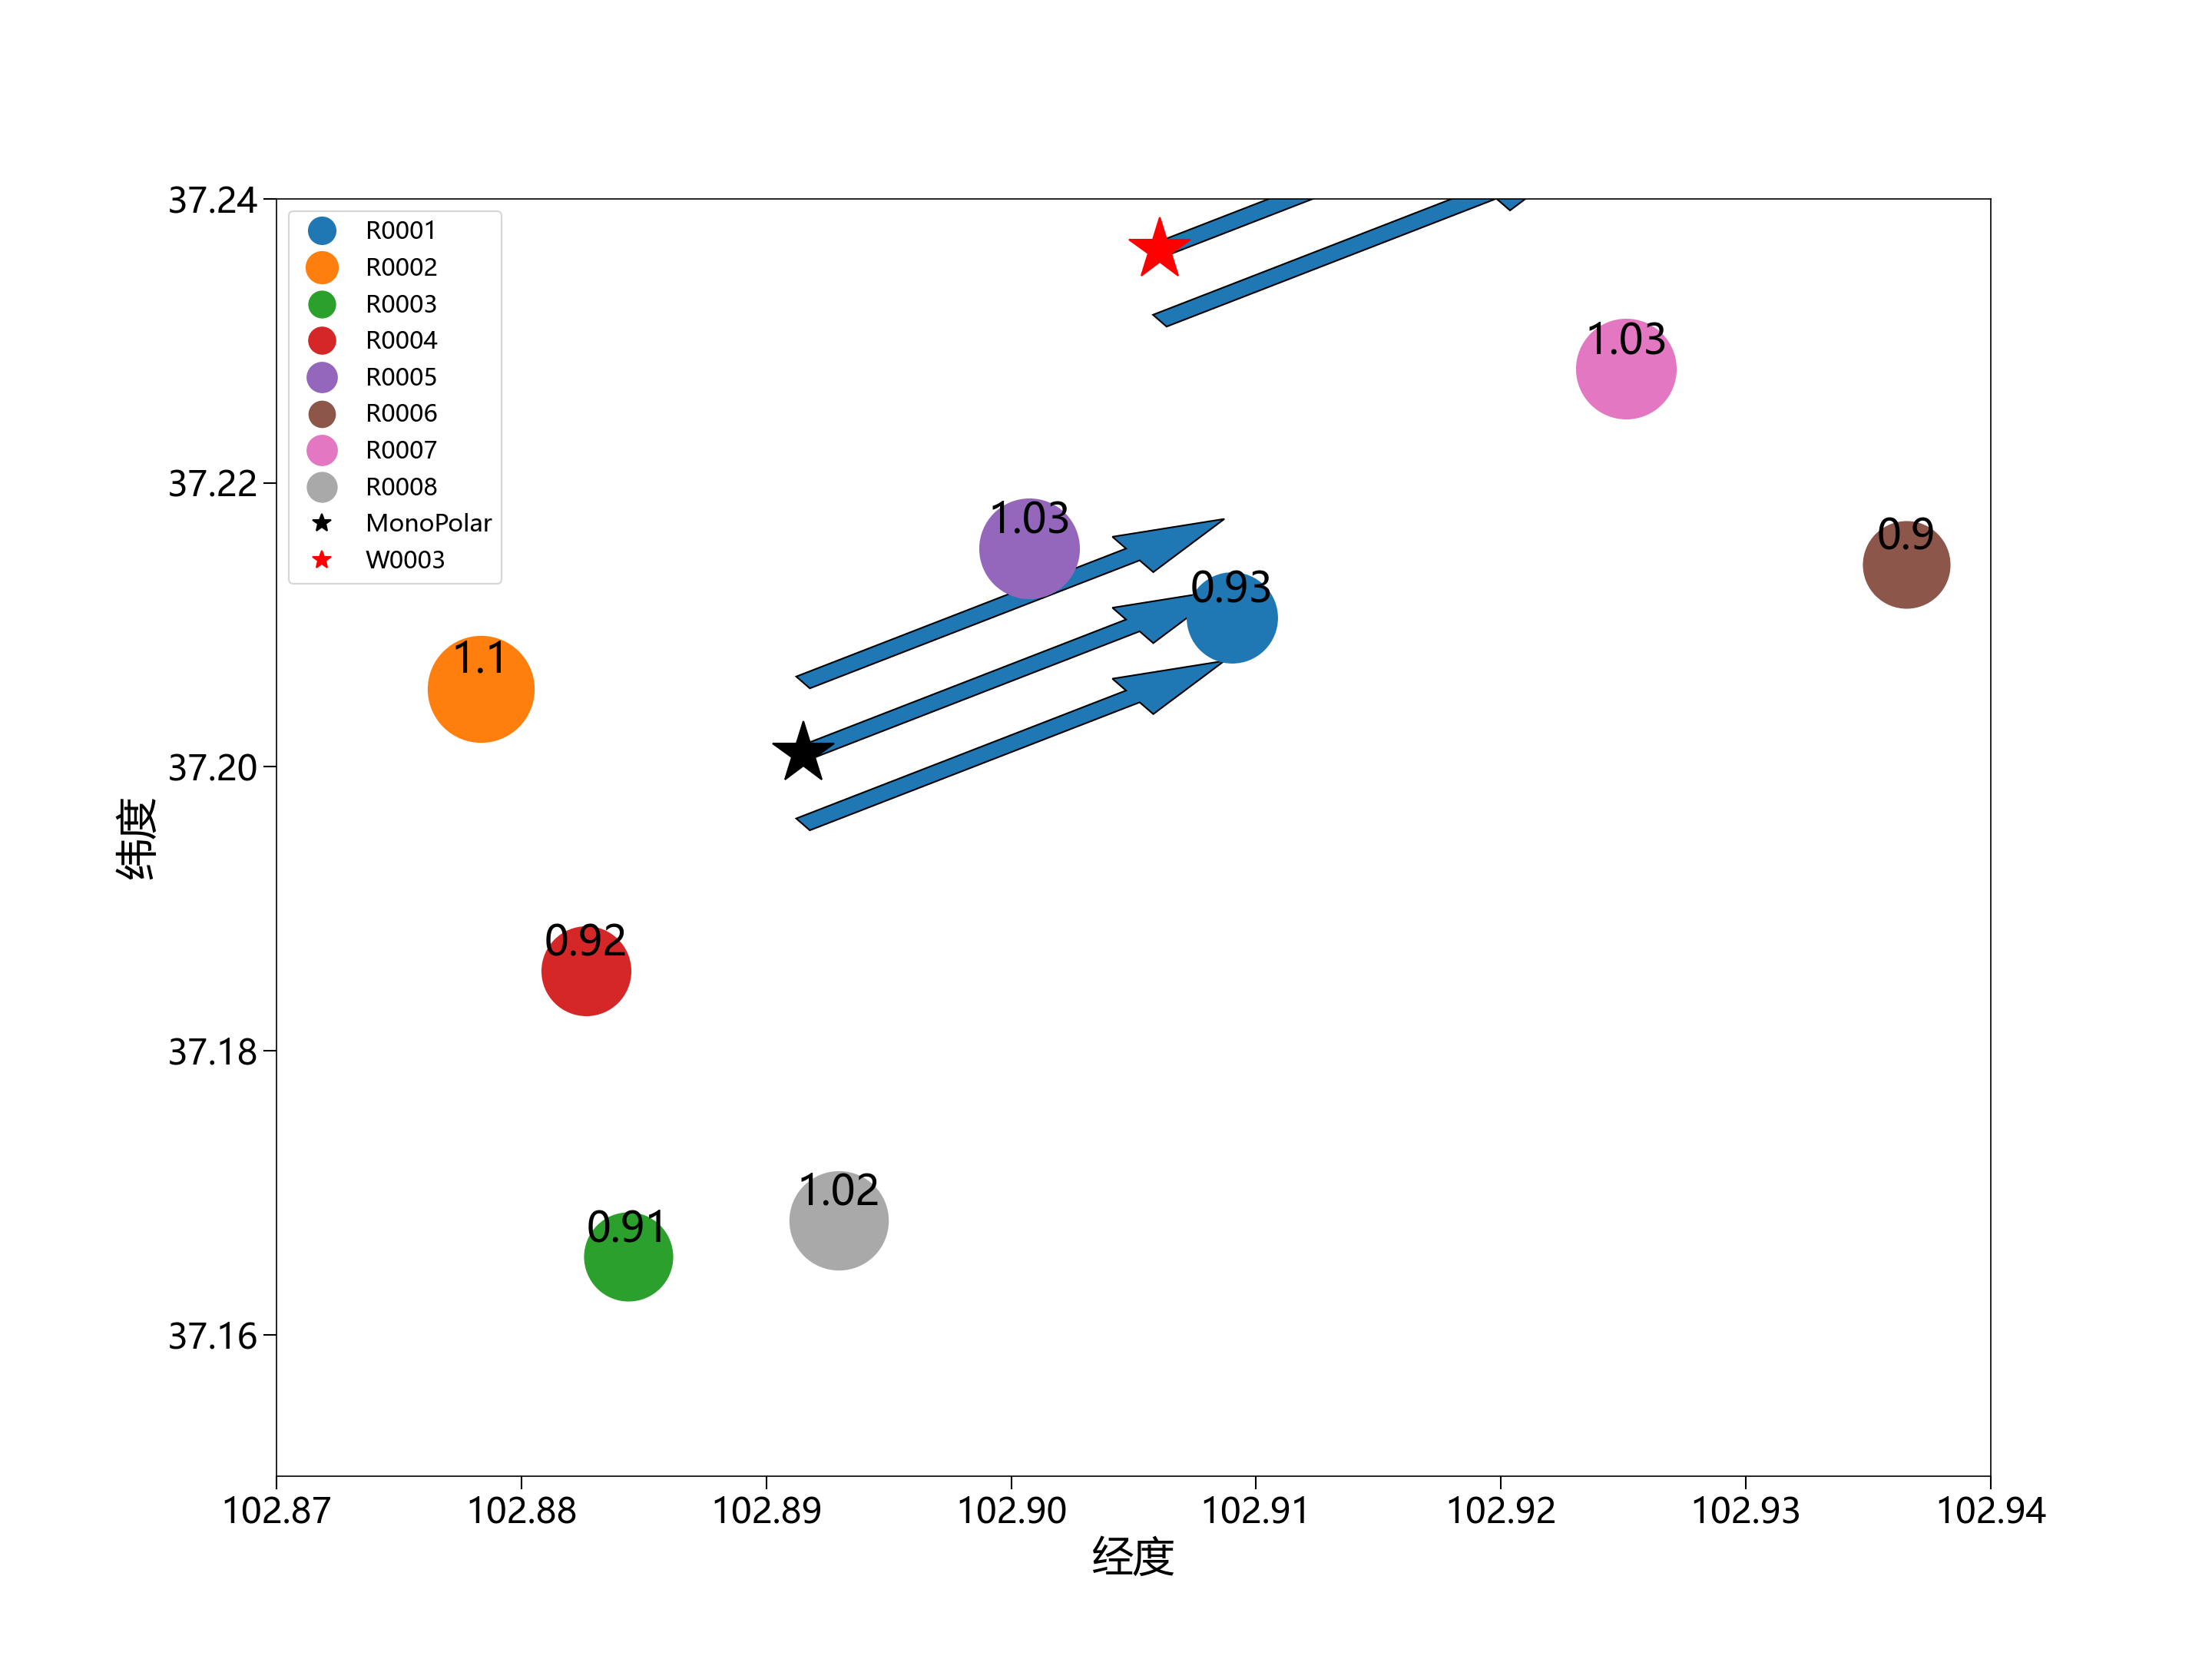 37.24
37.22
37.20
37.18
37.16
纬度
R0001
R0002
R0003
R0004
R0005
R0006
R0007
R0008
MonoPolar
W0003
1.03
1.03
0.9
0.93
1.1
0.92
1.02
0.91
102.87 102.88 102.89 102.90 102.91 102.92 102.93 102.94
经度